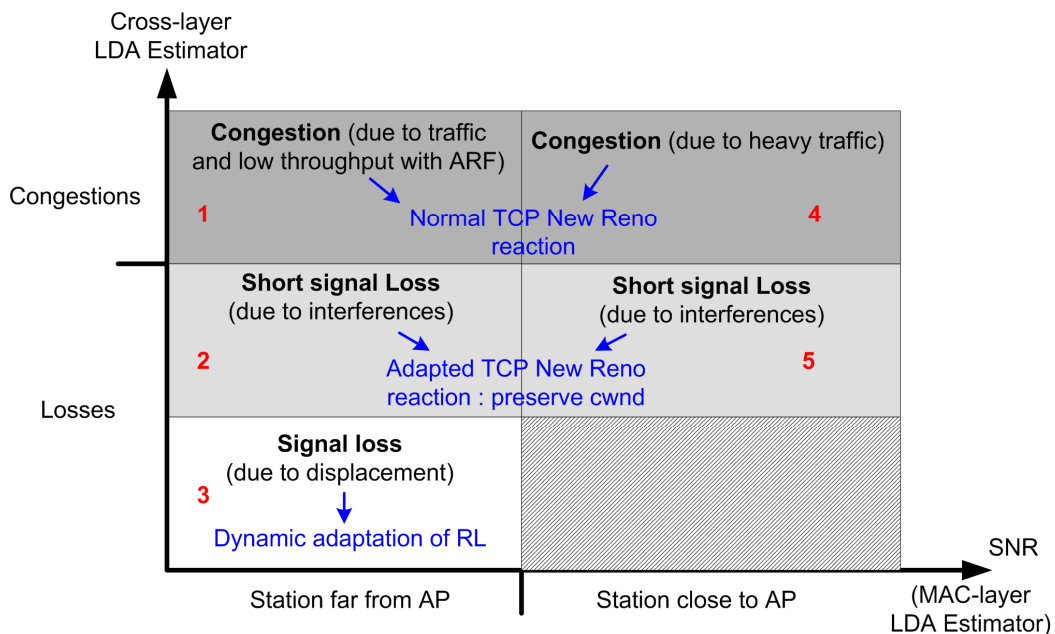 Cross-layer
LDA Estimator
Congestion (due to traffic
and low throughput with ARF)
Congestion (due to heavy traffic)
Congestions
1
Normal TCP New Reno
reaction
4
Short signal Loss
(due to interferences)
Short signal Loss
(due to interferences)
2
Adapted TCP New Reno
reaction : preserve cwnd
5
Losses
Signal loss
(due to displacement)
3
Dynamic adaptation of RL
SNR
(MAC-layer
LDA Estimator)
Station far from AP
Station close to AP